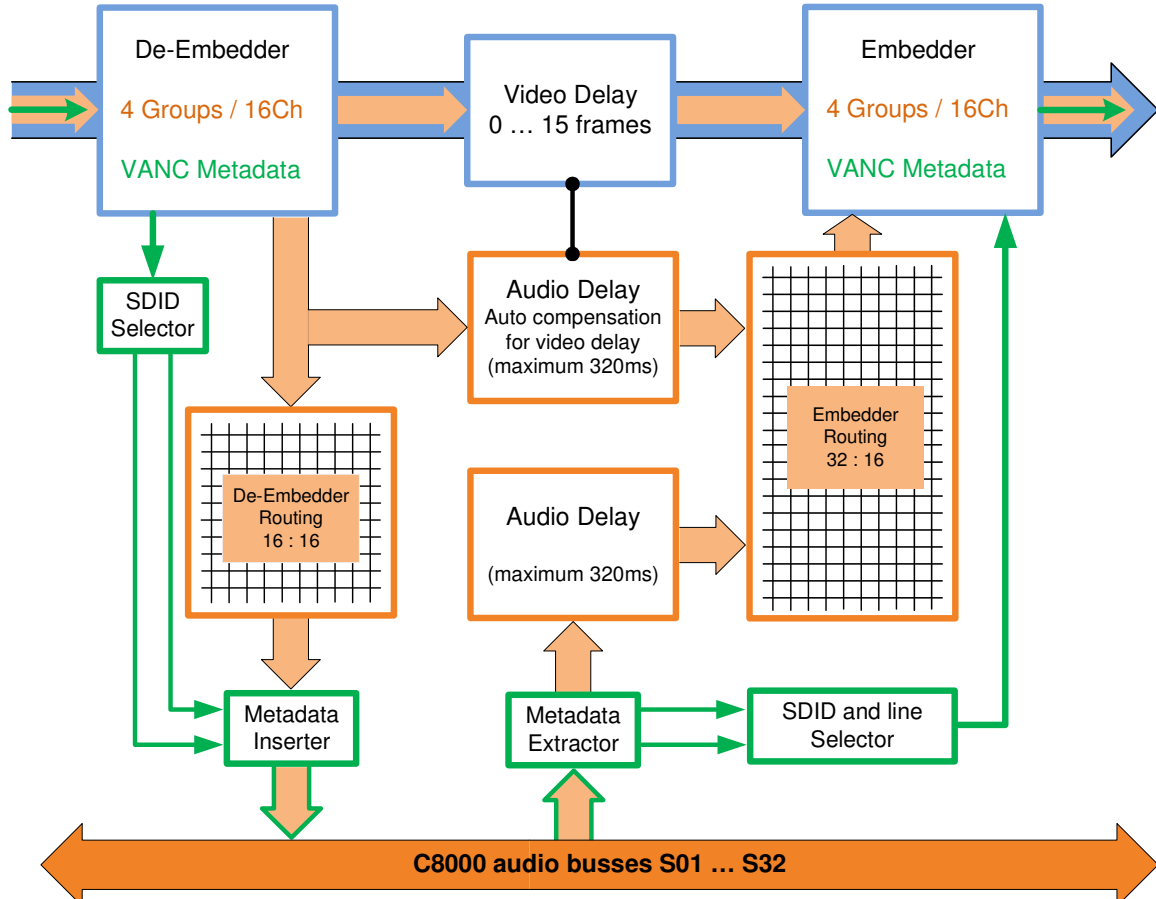 De-Embedder
4 Groups / 16Ch
VANC Metadata
Video Delay
0 … 15 frames
Embedder
4 Groups / 16Ch
VANC Metadata
SDID
Selector
Audio Delay
Auto compensation
for video delay
(maximum 320ms)
De-Embedder
Routing
16 : 16
Audio Delay
(maximum 320ms)
Embedder
Routing
32 : 16
Metadata
Inserter
Metadata
Extractor
SDID and line
Selector
C8000 audio busses S01 … S32